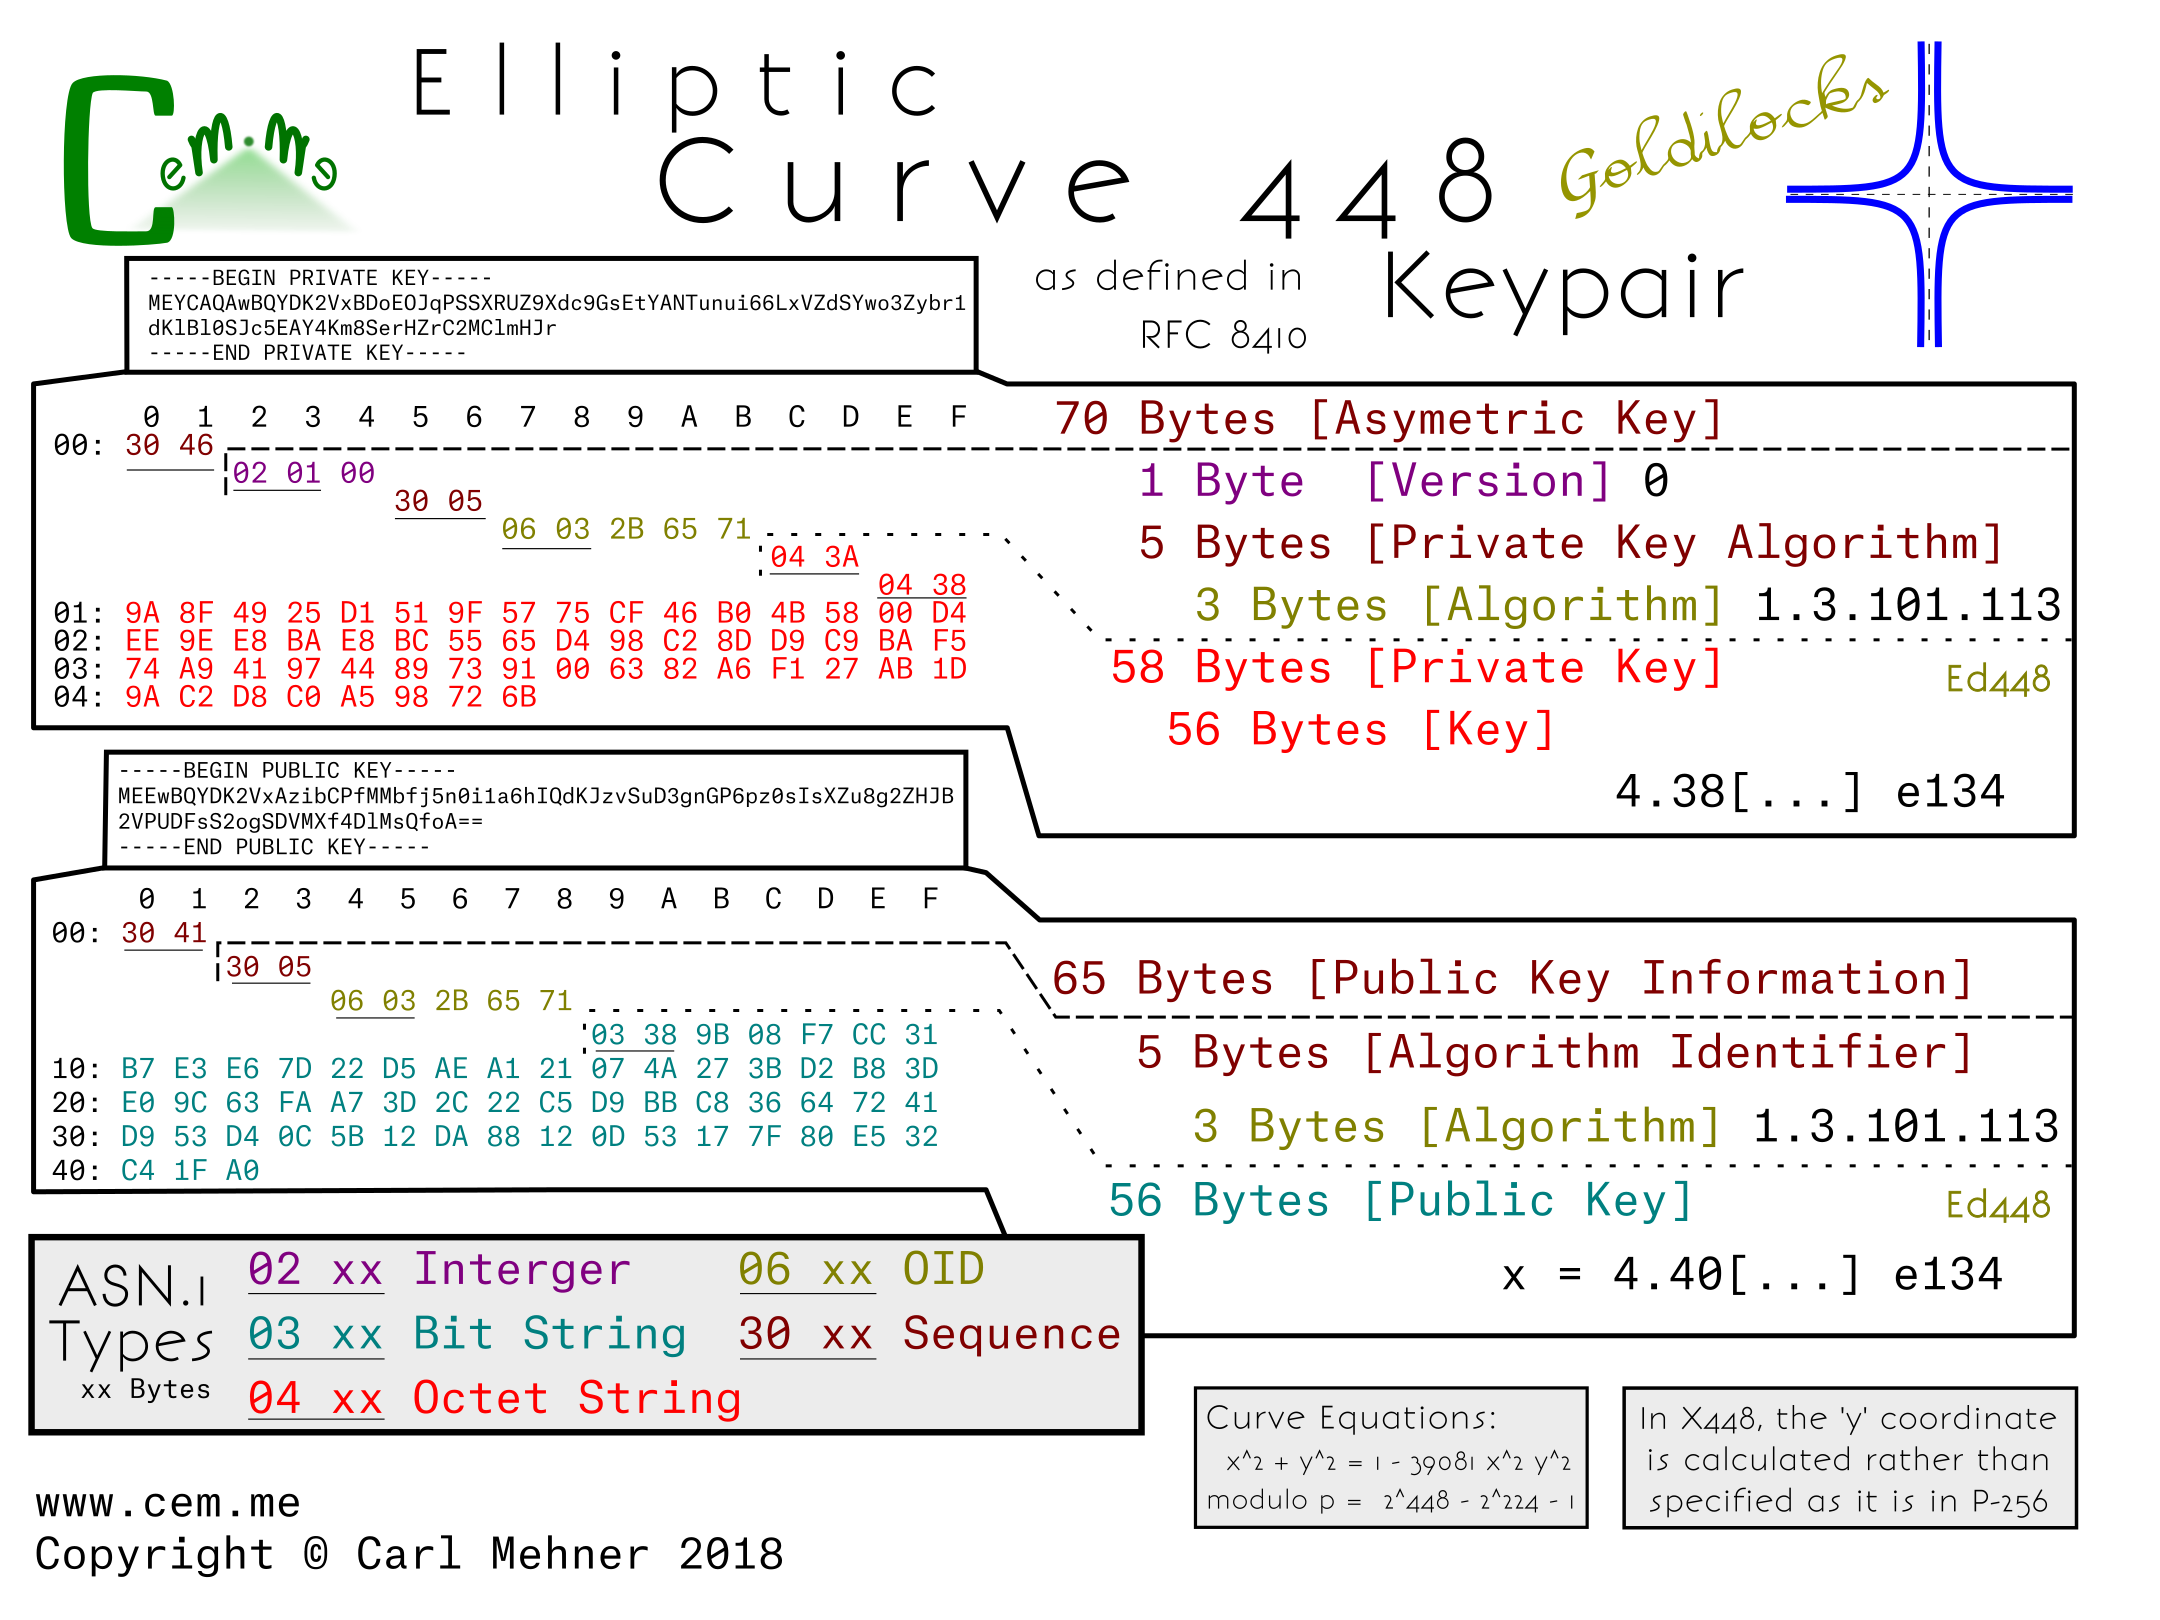 Cem Me
Elliptic
Curve 448
Goldilocks
Keypair
as defined in
RFC 8410
-----BEGIN PRIVATE KEY-----
MEYCAQAwBQYDK2VxBDoEOJqPSSXRUZ9Xdc9GsEtYANTunui66LxVZdSYwo3Zybr1
dKlBl0SJc5EAY4Km8SerHZrC2MClmHJr
-----END PRIVATE KEY-----
0 1 2 3 4 5 6 7 8 9 A B C D E F
00: 30 46
02 01 00
30 05
06 03 2B 65 71
04 3A
04 38
01: 9A 8F 49 25 D1 51 9F 57 75 CF 46 B0 4B 58 00 D4
02: EE 9E E8 BA E8 BC 55 65 D4 98 C2 8D D9 C9 BA F5
03: 74 A9 41 97 44 89 73 91 00 63 82 A6 F1 27 AB 1D
04: 9A C2 D8 C0 A5 98 72 6B
70 Bytes [Asymetric Key]
1 Byte [Version] 0
5 Bytes [Private Key Algorithm]
3 Bytes [Algorithm] 1.3.101.113
58 Bytes [Private Key]
Ed448
56 Bytes [Key]
4.38[...] e134
-----BEGIN PUBLIC KEY-----
MEEwBQYDK2VxAzibCPfMMbfj5n0i1a6hIQdKJzvSuD3gnGP6pz0sIsXZu8g2ZHJB
2VPUDFsS2ogSDVMXf4DlMsQfoA==
-----END PUBLIC KEY-----
0 1 2 3 4 5 6 7 8 9 A B C D E F
00: 30 41
30 05
06 03 2B 65 71
03 38 9B 08 F7 CC 31
10: B7 E3 E6 7D 22 D5 AE A1 21 07 4A 27 3B D2 B8 3D
20: E0 9C 63 FA A7 3D 2C 22 C5 D9 BB C8 36 64 72 41
30: D9 53 D4 0C 5B 12 DA 88 12 0D 53 17 7F 80 E5 32
40: C4 1F A0
65 Bytes [Public Key Information]
5 Bytes [Algorithm Identifier]
3 Bytes [Algorithm] 1.3.101.113
56 Bytes [Public Key]
Ed448
x = 4.40[...] e134
ASN.1
Types
xx Bytes
02 xx Interger
03 xx Bit String
04 xx Octet String
06 xx OID
30 xx Sequence
Curve Equations:
x^2 + y^2 = 1 - 39081 x^2 y^2
modulo p = 2^448 - 2^224 - 1
In X448, the 'y' coordinate
is calculated rather than
specified as it is in P-256
www.cem.me
Copyright © Carl Mehner 2018